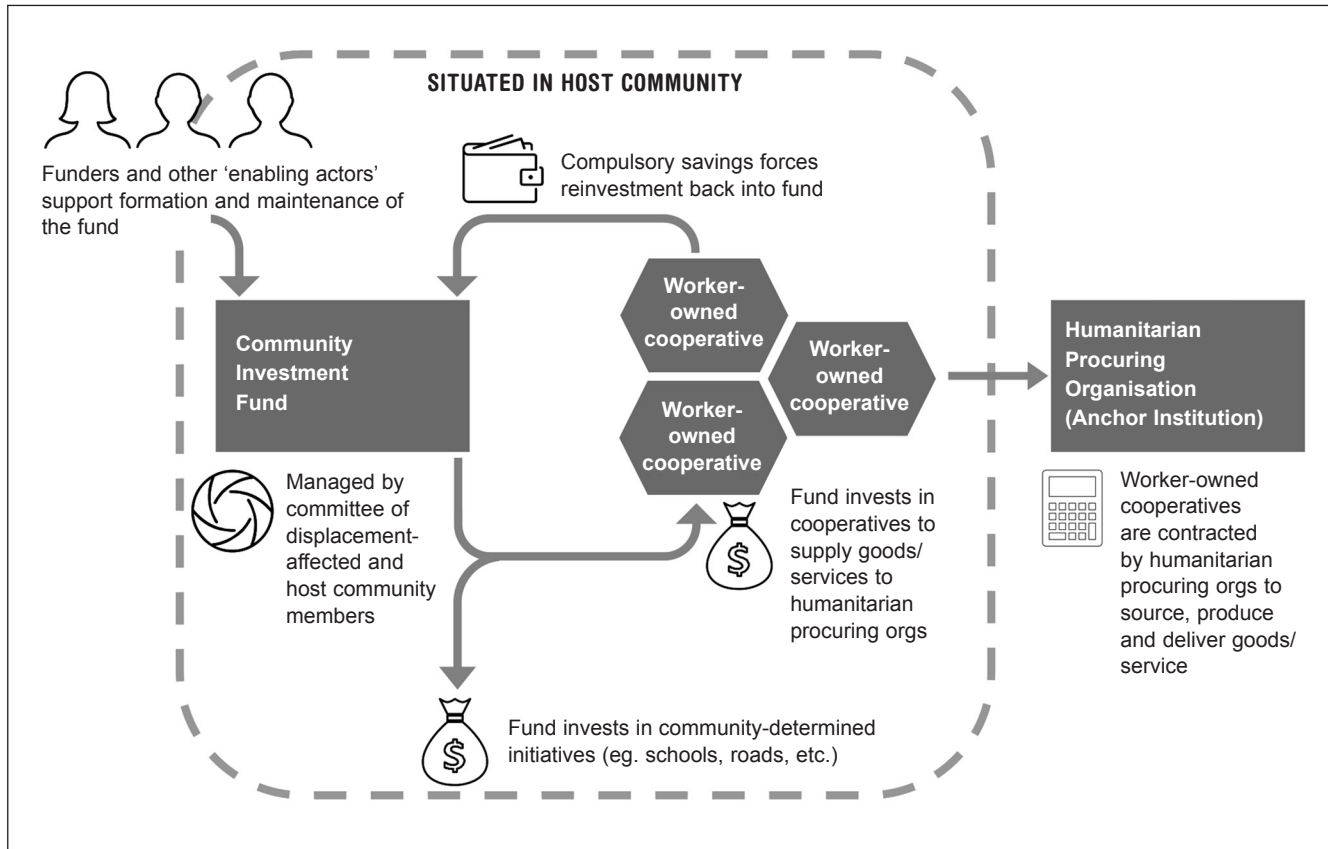 SITUATED IN HOST COMMUNITY
Funders and other ‘enabling actors’
support formation and maintenance of
the fund
Compulsory savings forces
reinvestment back into fund
Community
Investment
Fund
Worker-
owned
cooperative
Worker-
owned
cooperative
Worker-
owned
cooperative
Humanitarian
Procuring
Organisation
(Anchor Institution)
Managed by
committee of
displacement-
affected and
host community
members
$
Fund invests in
cooperatives to
supply goods/
services to
humanitarian
procuring orgs
Worker-owned
cooperatives
are contracted
by humanitarian
procuring orgs to
source, produce
and deliver goods/
service
$
Fund invests in community-determined
initiatives (eg. schools, roads, etc.)